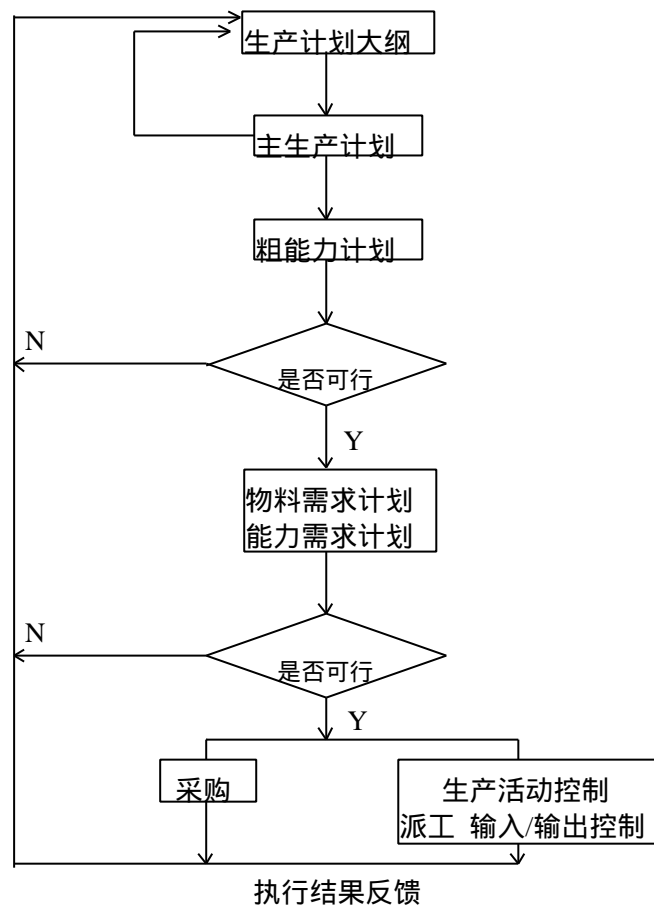 生产计划大纲
主生产计划
粗能力计划
N
是否可行
Y
物料需求计划
能力需求计划
N
是否可行
Y
采购
生产活动控制
派工 输入/输出控制
执行结果反馈